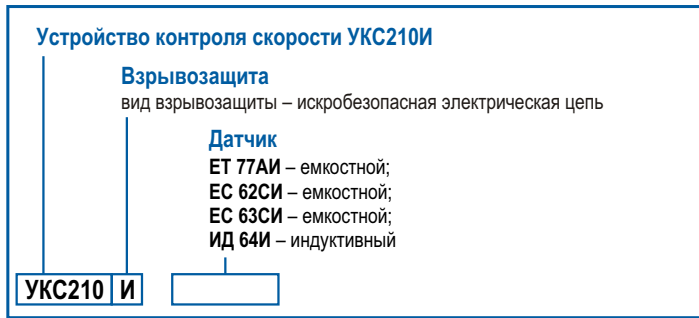 Устройство контроля скорости УКС210И
Взрывозащита
вид взрывозащиты – искробезопасная электрическая цепь
Датчик
ЕТ 77АИ – емкостной;
ЕС 62СИ – емкостной;
ЕС 63СИ – емкостной;
ИД 64И – индуктивный
УКС210 И